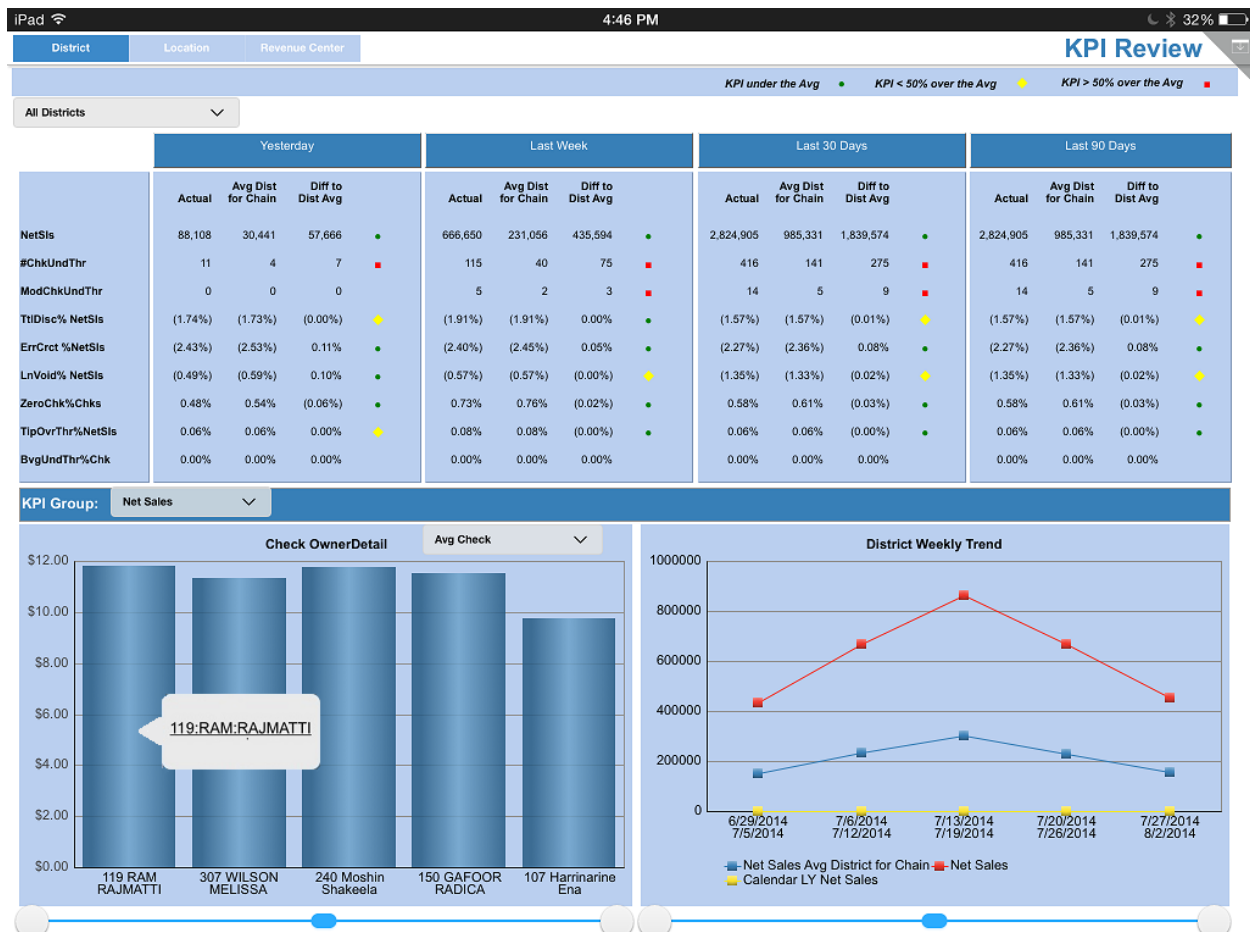 iPad 4:46 PM 32%
District Location Revenue Center KPI Review
KPI under the Avg KPI < 50% over the Avg KPI > 50% over the Avg
All Districts
Yesterday Last Week Last 30 Days Last 90 Days
Actual Avg Dist for Chain Diff to Dist Avg Actual Avg Dist for Chain Diff to Dist Avg Actual Avg Dist for Chain Diff to Dist Avg Actual Avg Dist for Chain Diff to Dist Avg
NetSls 88,108 30,441 57,666 666,650 231,056 435,594 2,824,905 985,331 1,839,574 2,824,905 985,331 1,839,574
#ChkUndThr 11 4 7 115 40 75 416 141 275 416 141 275
ModChkUndThr 0 0 0 5 2 3 14 5 9 14 5 9
TtlDisc% NetSls (1.74%) (1.73%) (0.00%) (1.91%) (1.91%) 0.00% (1.57%) (1.57%) (0.01%) (1.57%) (1.57%) (0.01%)
ErrCrct %NetSls (2.43%) (2.53%) 0.11% (2.40%) (2.45%) 0.05% (2.27%) (2.36%) 0.08% (2.27%) (2.36%) 0.08%
LnVoid% NetSls (0.49%) (0.59%) 0.10% (0.57%) (0.57%) (0.00%) (1.35%) (1.33%) (0.02%) (1.35%) (1.33%) (0.02%)
ZeroChk%Chks 0.48% 0.54% (0.06%) 0.73% 0.76% (0.02%) 0.58% 0.61% (0.03%) 0.58% 0.61% (0.03%)
TipOvrThr%NetSls 0.06% 0.06% 0.00% 0.08% 0.08% (0.00%) 0.06% 0.06% (0.00%) 0.06% 0.06% (0.00%)
BvgUndThr%Chk 0.00% 0.00% 0.00% 0.00% 0.00% 0.00% 0.00% 0.00% 0.00% 0.00% 0.00% 0.00%
KPI Group: Net Sales
Check OwnerDetail Avg Check
$12.00
$10.00
$8.00
$6.00
$4.00
$2.00
$0.00
119:RAM:RAJMATTI
119 RAM RAJMATTI
307 WILSON MELISSA
240 Moshin Shakeela
150 GAFOOR RADICA
107 Harrinarine Ena
District Weekly Trend
1000000
800000
600000
400000
200000
0
6/29/2014 7/6/2014 7/13/2014 7/20/2014 7/27/2014
7/5/2014 7/12/2014 7/19/2014 7/26/2014 8/2/2014
Net Sales Avg District for Chain Net Sales
Calendar LY Net Sales